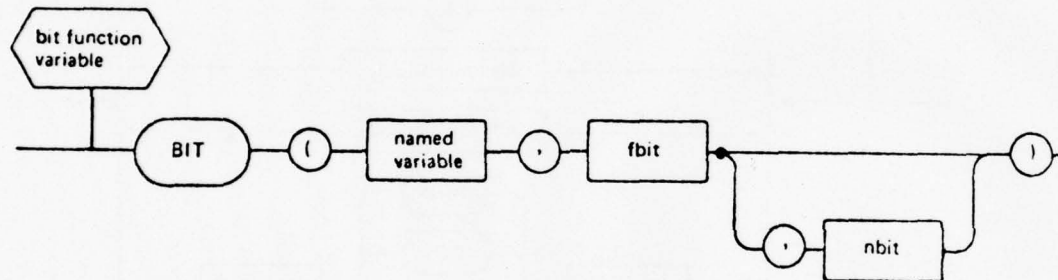 bit function
variable
BIT
(
named
variable
,
fbit
)
,
nbit